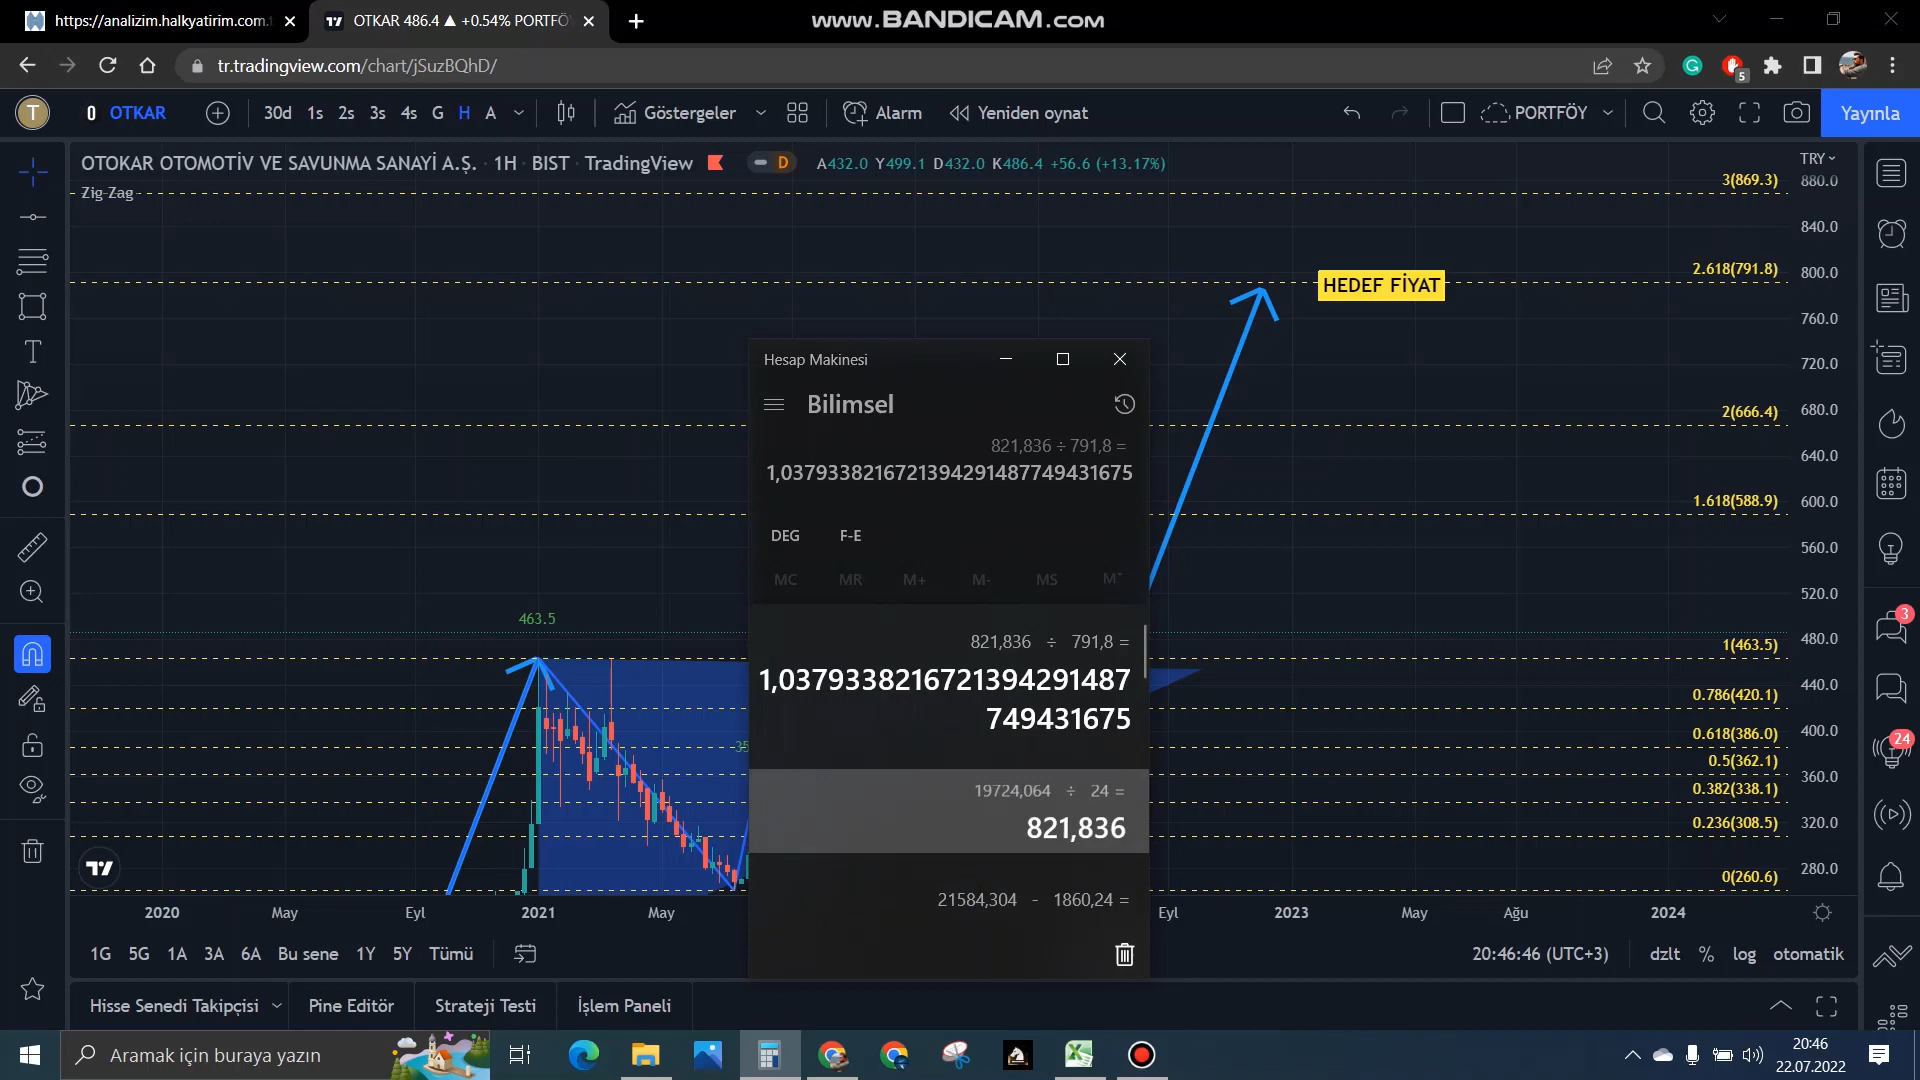 https://analizim.halkyatirim.com.t
OTKAR 486.4 ▲ +0.54% PORTFÖ
www.BANDICAM.com
tr.tradingview.com/chart/jSuzBQhD/
5
T
OTKAR
30d 1s 2s 3s 4s G H A
Göstergeler
Alarm
Yeniden oynat
PORTFÖY
Yayınla
OTOKAR OTOMOTİV VE SAVUNMA SANAYİ A.Ş. · 1H · BIST · TradingView
D
A432.0 Y499.1 D432.0 K486.4 +56.6 (+13.17%)
TRY
Zig Zag
3(869.3)
880.0
840.0
2.618(791.8)
800.0
HEDEF FİYAT
760.0
720.0
2(666.4)
680.0
640.0
1.618(588.9)
600.0
560.0
520.0
463.5
480.0
1(463.5)
440.0
0.786(420.1)
400.0
0.618(386.0)
0.5(362.1)
360.0
0.382(338.1)
0.236(308.5)
320.0
280.0
0(260.6)
35
Hesap Makinesi
Bilimsel
821,836 ÷ 791,8 =
1,0379338216721394291487749431675
DEG F-E
MC MR M+ M- MS M˅
821,836 ÷ 791,8 =
1,0379338216721394291487
749431675
19724,064 ÷ 24 =
821,836
21584,304 - 1860,24 =
3
24
2020 May Eyl 2021 May Eyl 2023 May Ağu 2024
1G 5G 1A 3A 6A Bu sene 1Y 5Y Tümü
20:46:46 (UTC+3)
dzlt % log otomatik
Hisse Senedi Takipçisi
Pine Editör
Strateji Testi
İşlem Paneli
Aramak için buraya yazın
20:46
22.07.2022